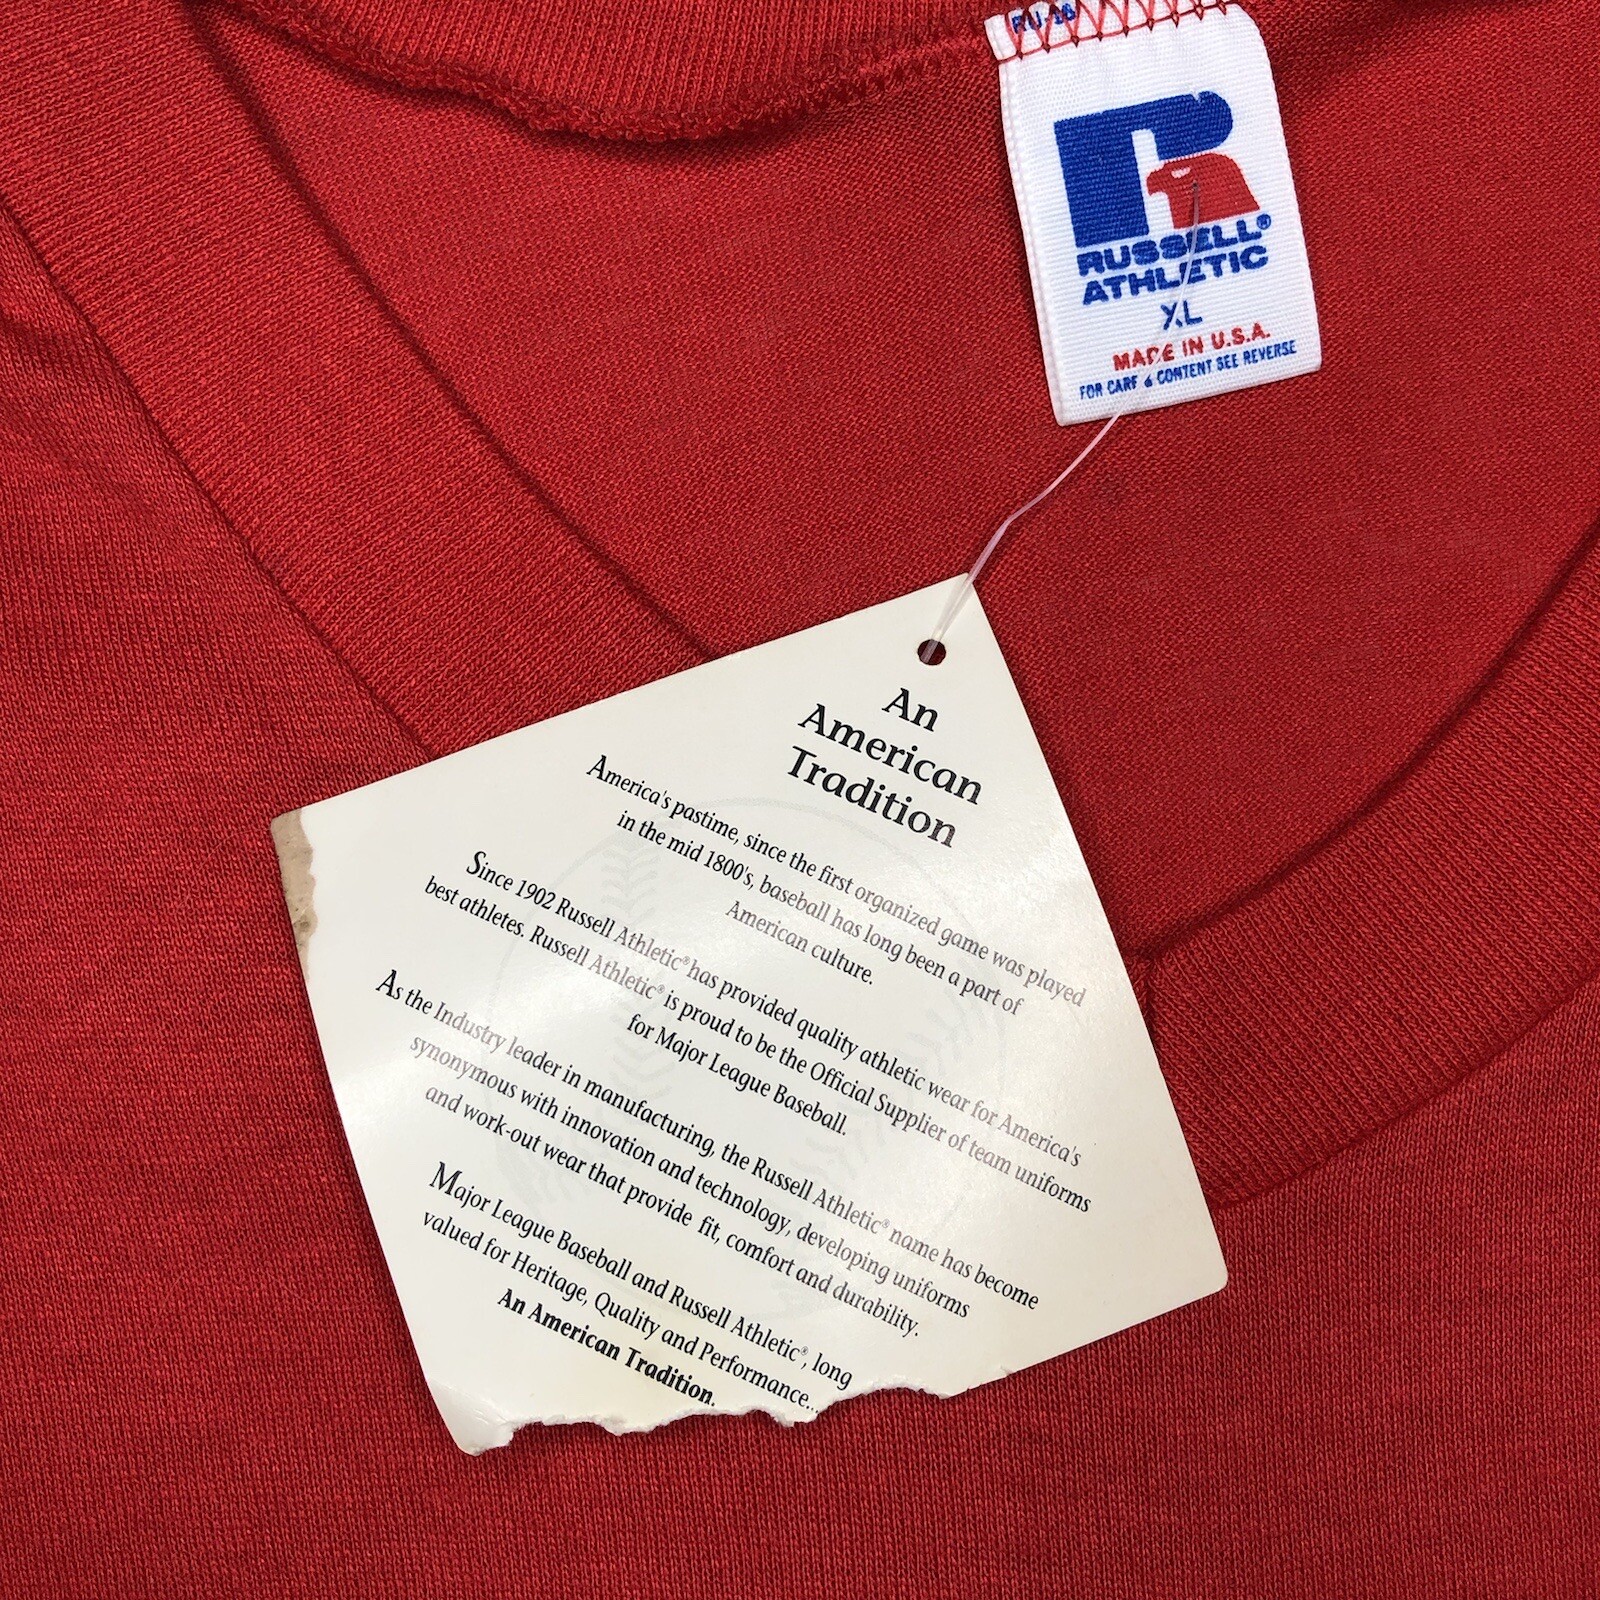 RUSSELL®
ATHLETIC
XL
MADE IN U.S.A.
FOR CARE & CONTENT SEE REVERSE
An
American
Tradition
America's pastime, since the first organized game was played
in the mid 1800's, baseball has long been a part of
American culture.
Since 1902 Russell Athletic® has provided quality athletic wear for America's
best athletes. Russell Athletic® is proud to be the Official Supplier of team uniforms
for Major League Baseball.
As the Industry leader in manufacturing, the Russell Athletic® name has become
synonymous with innovation and technology, developing uniforms
and work-out wear that provide fit, comfort and durability.
Major League Baseball and Russell Athletic®, long
valued for Heritage, Quality and Performance...
An American Tradition.